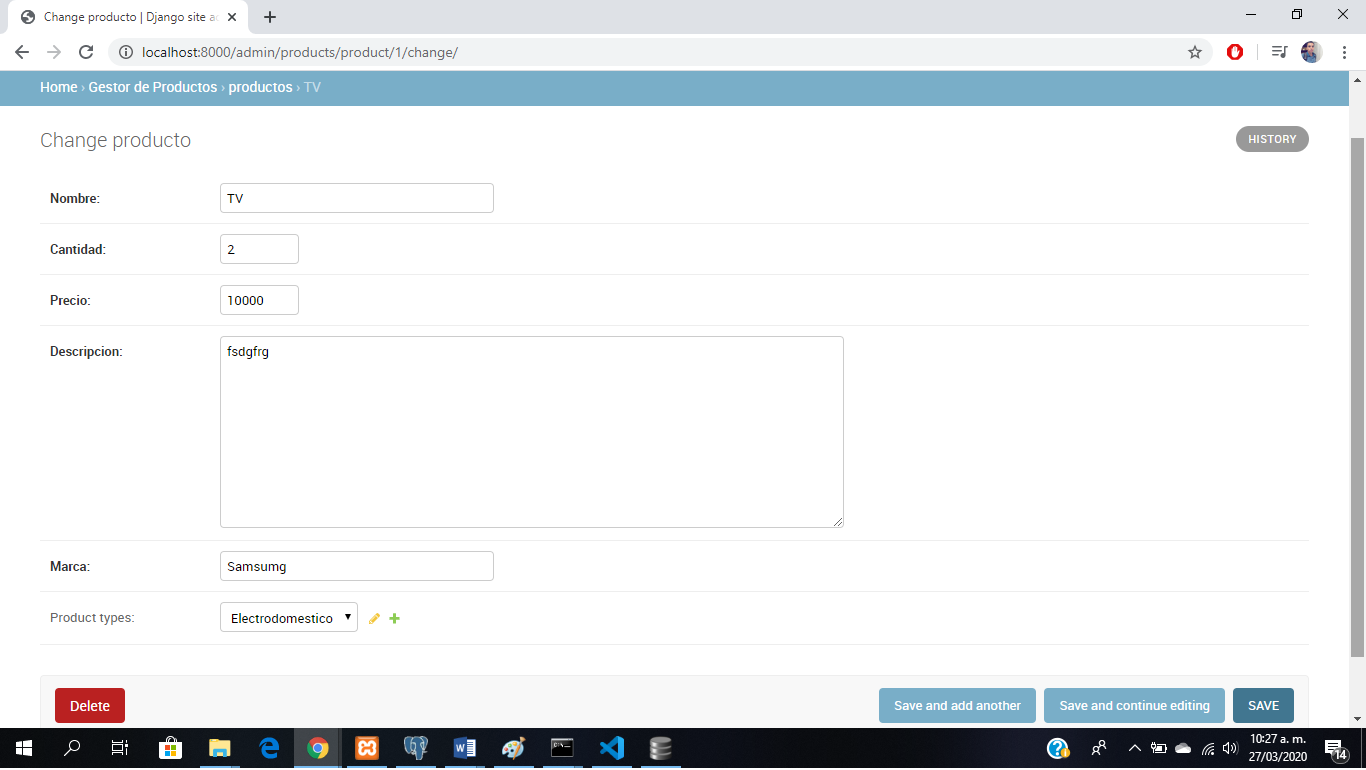 Change producto | Django site a
localhost:8000/admin/products/product/1/change/
Home › Gestor de Productos › productos › TV
Change producto
HISTORY
Nombre:
TV
Cantidad:
2
Precio:
10000
Descripcion:
fsdgfrg
Marca:
Samsumg
Product types:
Electrodomestico
Delete
Save and add another
Save and continue editing
SAVE
10:27 a. m.
27/03/2020
14